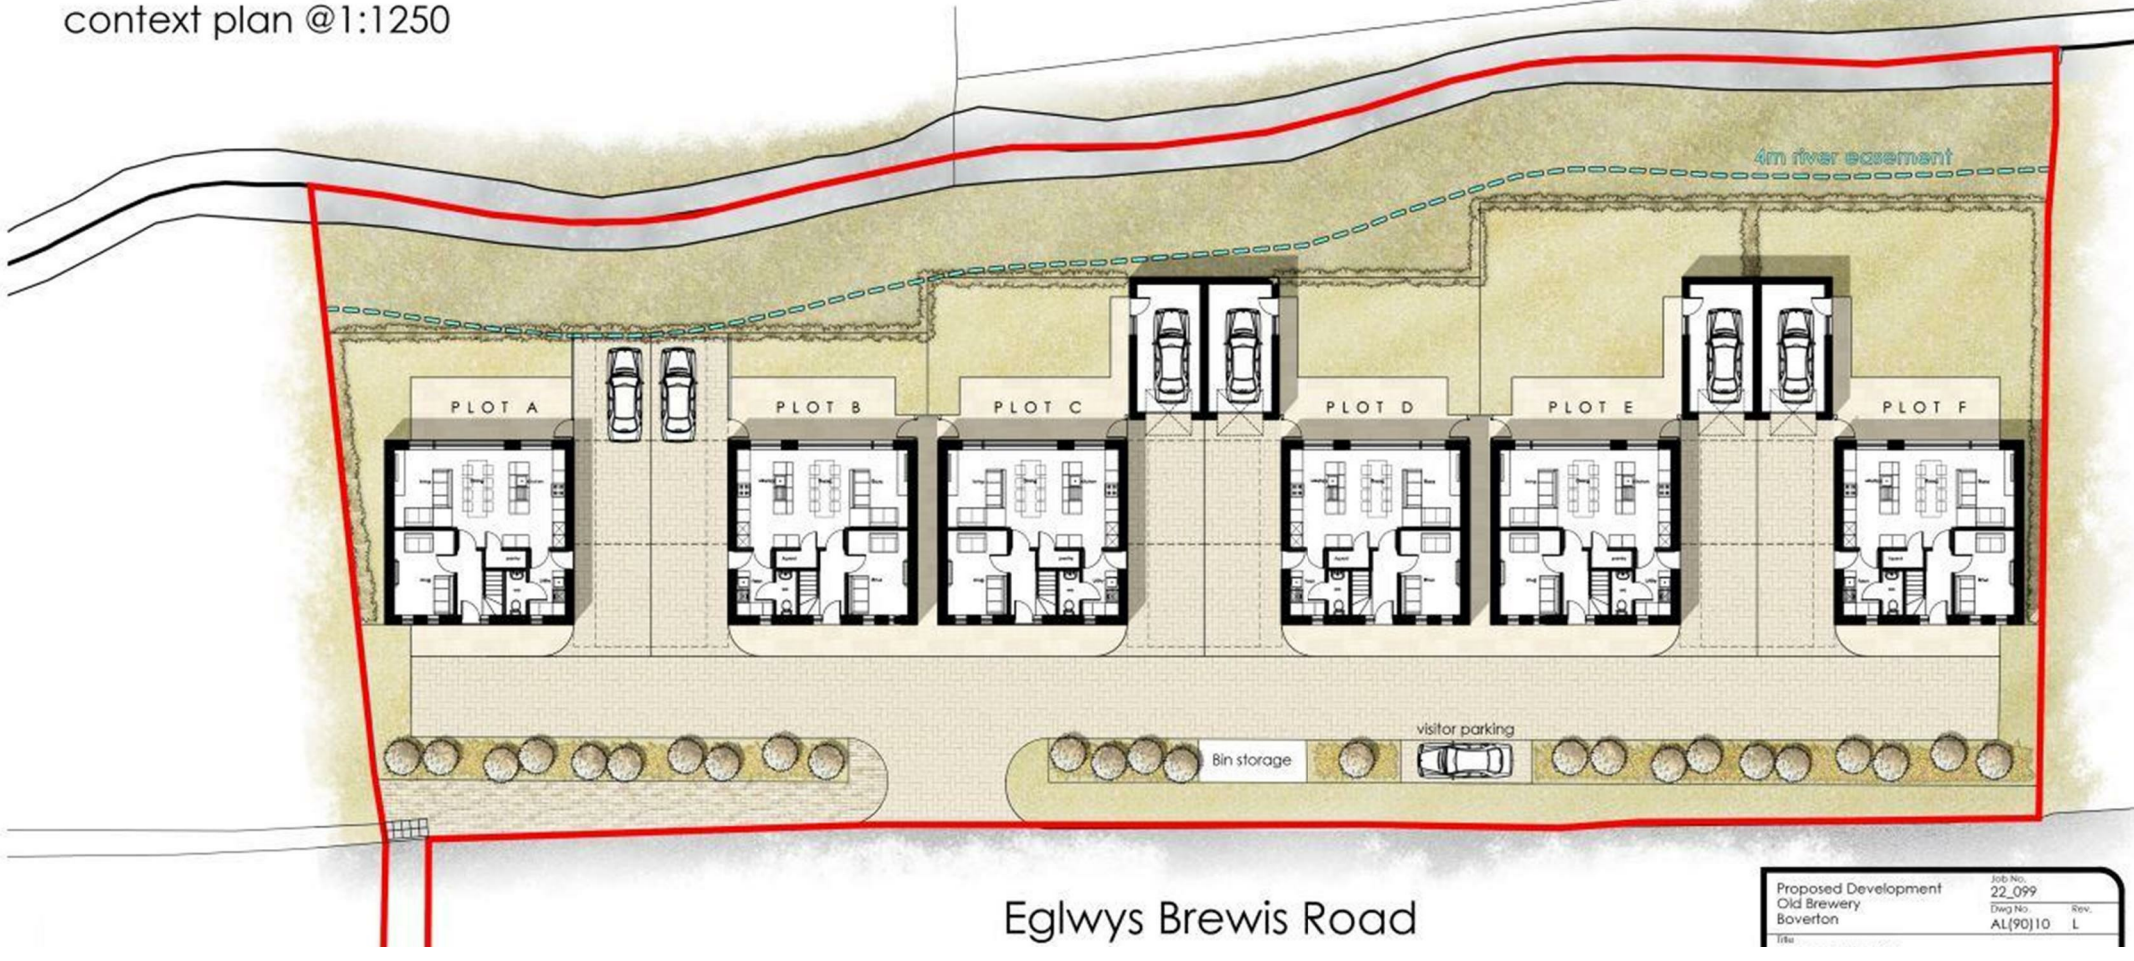 context plan @1:1250
4m river easement
PLOT A
PLOT B
PLOT C
PLOT D
PLOT E
PLOT F
visitor parking
Bin storage
Eglwys Brewis Road
Proposed Development
Old Brewery
Boverton
Job No.
22_099
Dwg No.
Rev.
AL(90)10
L
Title